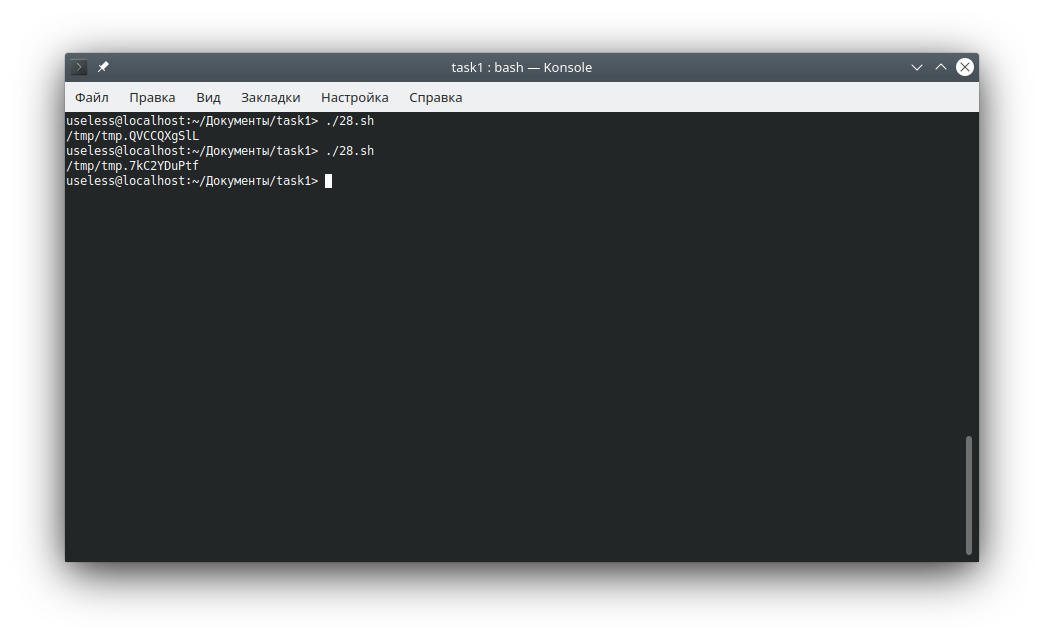 task1 : bash — Konsole
Файл Правка Вид Закладки Настройка Справка
useless@localhost:~/Документы/task1> ./28.sh
/tmp/tmp.QVCCQXgSlL
useless@localhost:~/Документы/task1> ./28.sh
/tmp/tmp.7kC2YDuPtf
useless@localhost:~/Документы/task1>